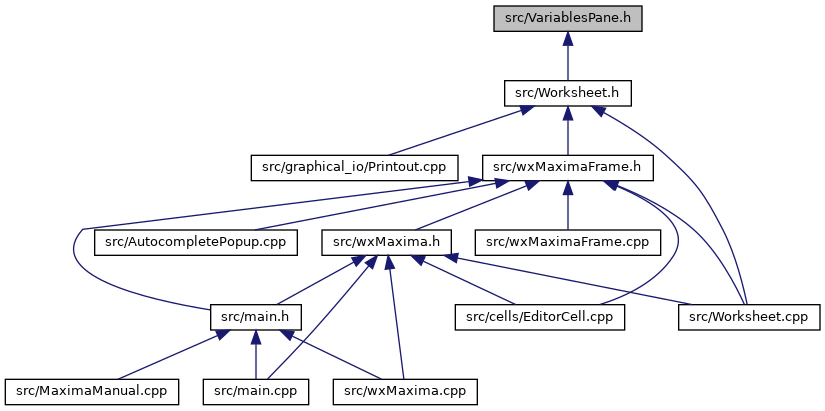 src/VariablesPane.h
src/Worksheet.h
src/graphical_io/Printout.cpp
src/wxMaximaFrame.h
src/AutocompletePopup.cpp
src/wxMaxima.h
src/wxMaximaFrame.cpp
src/main.h
src/cells/EditorCell.cpp
src/Worksheet.cpp
src/MaximaManual.cpp
src/main.cpp
src/wxMaxima.cpp